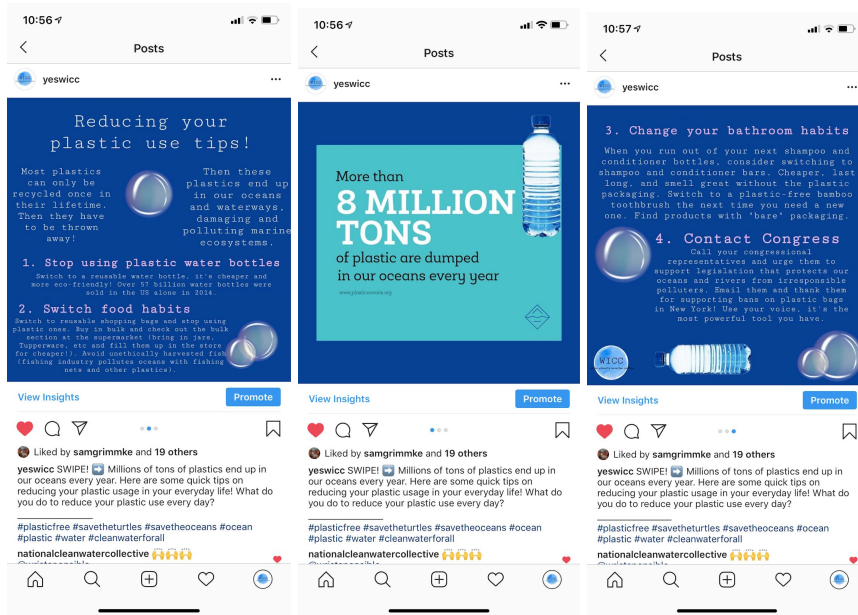 10:56
Posts
yeswicc
Reducing your
plastic use tips!
Most plastics
can only be
recycled once in
their lifetime.
Then they have
to be thrown
away!
Then these
plastics end up
in our oceans
and waterways,
damaging and
polluting marine
ecosystems.
1. Stop using plastic water bottles
Switch to a reusable water bottle, it's cheaper and
more eco-friendly! Over 57 billion water bottles were
sold in the US alone in 2014.
2. Switch food habits
Switch to reusable shopping bags and stop using
plastic ones. Buy in bulk and check out the bulk
section at the supermarket (bring in jars,
Tupperware, etc and fill them up in the store
for cheaper!). Avoid unethically harvested fish
(fishing industry pollutes oceans with fishing
nets and other plastics).
View Insights
Promote
Liked by samgrimmke and 19 others
yeswicc SWIPE! ➡️ Millions of tons of plastics end up in
our oceans every year. Here are some quick tips on
reducing your plastic usage in your everyday life! What do
you do to reduce your plastic use every day?
#plasticfree #savetheturtles #savetheoceans #ocean
#plastic #water #cleanwaterforall
nationalcleanwatercollective 🙌🙌🙌
10:56
Posts
yeswicc
More than
8 MILLION
TONS
of plastic are dumped
in our oceans every year
View Insights
Promote
Liked by samgrimmke and 19 others
yeswicc SWIPE! ➡️ Millions of tons of plastics end up in
our oceans every year. Here are some quick tips on
reducing your plastic usage in your everyday life! What do
you do to reduce your plastic use every day?
#plasticfree #savetheturtles #savetheoceans #ocean
#plastic #water #cleanwaterforall
nationalcleanwatercollective 🙌🙌🙌
10:57
Posts
yeswicc
3. Change your bathroom habits
When you run out of your next shampoo and
conditioner bottles, consider switching to
shampoo and conditioner bars. Cheaper, last
long, and smell great without the plastic
packaging. Switch to a plastic-free bamboo
toothbrush the next time you need a new
one. Find products with "bare" packaging.
4. Contact Congress
Call your congressional
representatives and urge them to
support legislation that protects our
oceans and rivers from irresponsible
polluters. Email them and thank them
for supporting bans on plastic bags
in New York! Use your voice, it's the
most powerful tool you have.
WICC
View Insights
Promote
Liked by samgrimmke and 19 others
yeswicc SWIPE! ➡️ Millions of tons of plastics end up in
our oceans every year. Here are some quick tips on
reducing your plastic usage in your everyday life! What do
you do to reduce your plastic use every day?
#plasticfree #savetheturtles #savetheoceans #ocean
#plastic #water #cleanwaterforall
nationalcleanwatercollective 🙌🙌🙌